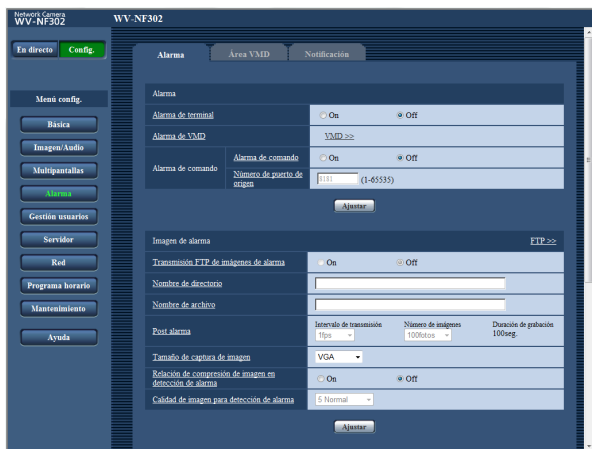 Network Camera
WV-NF302
WV-NF302
En directo
Config.
Alarma
Área VMD
Notificación
Menú config.
Básica
Imagen/Audio
Multipantallas
Alarma
Gestión usuarios
Servidor
Red
Programa horario
Mantenimiento
Ayuda
Alarma
Alarma de terminal
On
Off
Alarma de VMD
VMD >>
Alarma de comando
Alarma de comando
On
Off
Número de puerto de
origen
8181
(1-65535)
Ajustar
Imagen de alarma
FTP >>
Transmisión FTP de imágenes de alarma
On
Off
Nombre de directorio
Nombre de archivo
Post alarma
Intervalo de transmisión
Número de imágenes
Duración de grabación
1fps
100fotos
100seg.
Tamaño de captura de imagen
VGA
Relación de compresión de imagen en
detección de alarma
On
Off
Calidad de imagen para detección de alarma
5 Normal
Ajustar